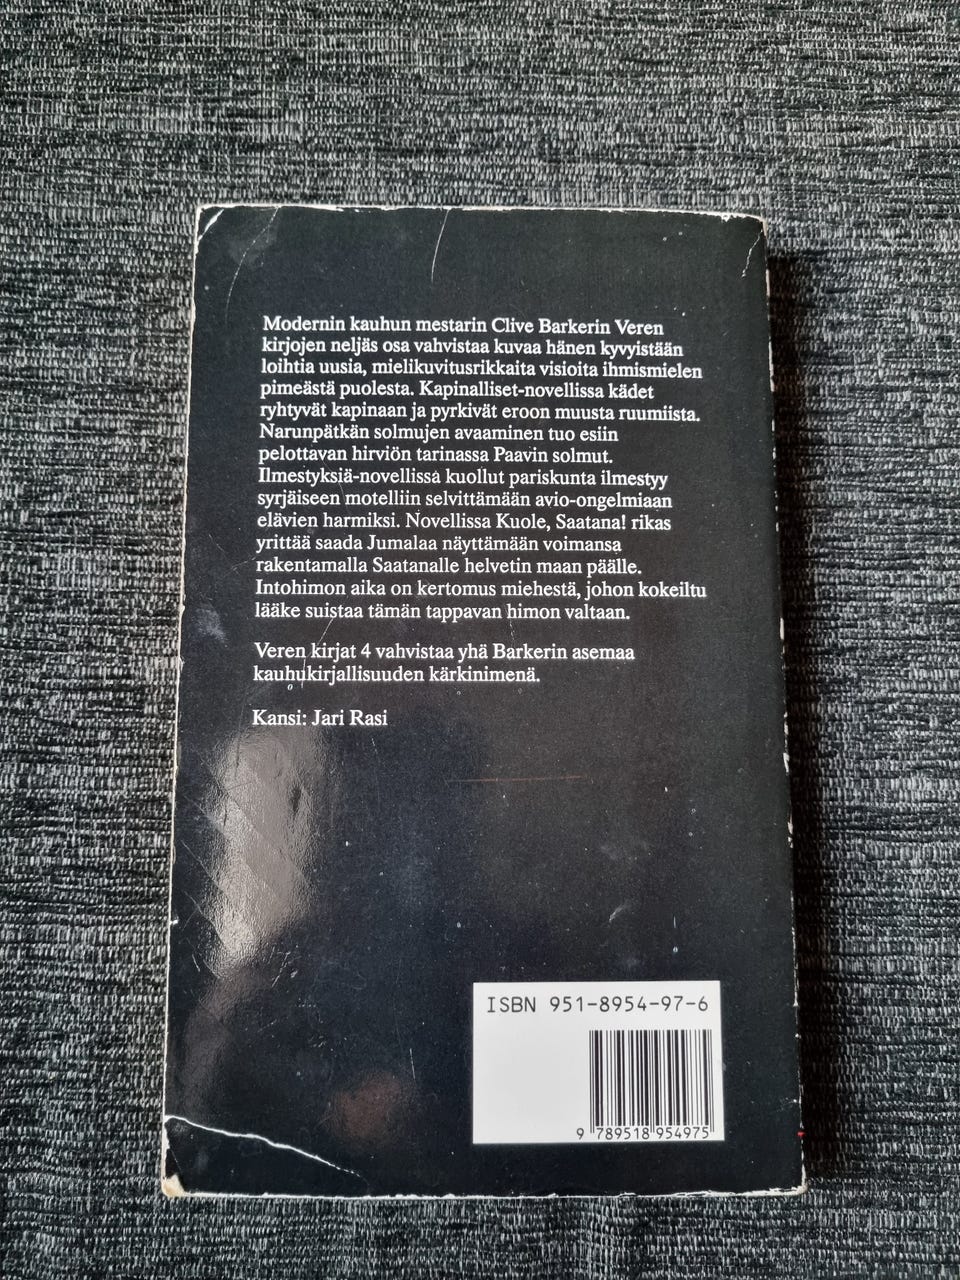 Modernin kauhun mestarin Clive Barkerin Veren
kirjojen neljäs osa vahvistaa kuvaa hänen kyvyistään
loihtia uusia, mielikuvitusrikkaita visioita ihmismielen
pimeästä puolesta. Kapinalliset-novellissa kädet
ryhtyvät kapinaan ja pyrkivät eroon muusta ruumiista.
Narunpätkän solmujen avaaminen tuo esiin
pelottavan hirviön tarinassa Paavin solmut.
Ilmestyksiä-novellissa kuollut pariskunta ilmestyy
syrjäiseen motelliin selvittämään avio-ongelmiaan
elävien harmiksi. Novellissa Kuole, Saatana! rikas
yrittää saada Jumalaa näyttämään voimansa
rakentamalla Saatanalle helvetin maan päälle.
Intohimon aika on kertomus miehestä, johon kokeiltu
lääke suistaa tämän tappavan himon valtaan.
Veren kirjat 4 vahvistaa yhä Barkerin asemaa
kauhukirjallisuuden kärkinimenä.
Kansi: Jari Rasi
ISBN 951-8954-97-6
9 789518 954975